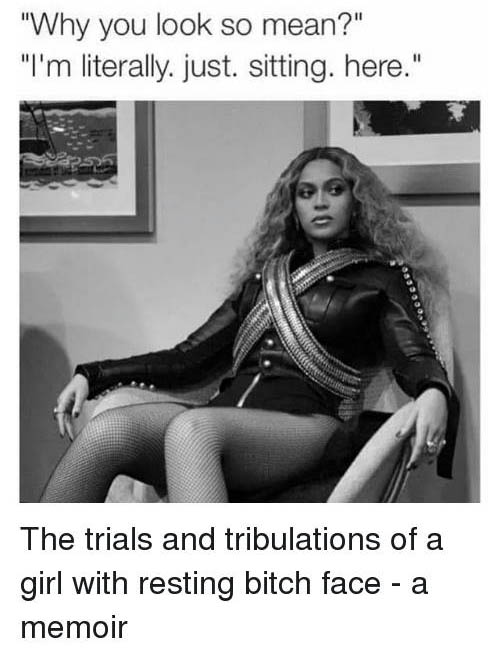 "Why you look so mean?"
"I'm literally. just. sitting. here."
The trials and tribulations of a
girl with resting bitch face - a
memoir